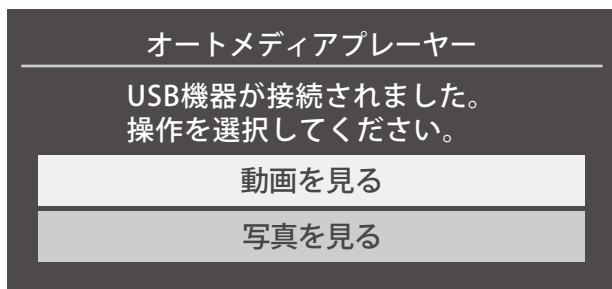 オートメディアプレーヤー
USB機器が接続されました。
操作を選択してください。
動画を見る
写真を見る